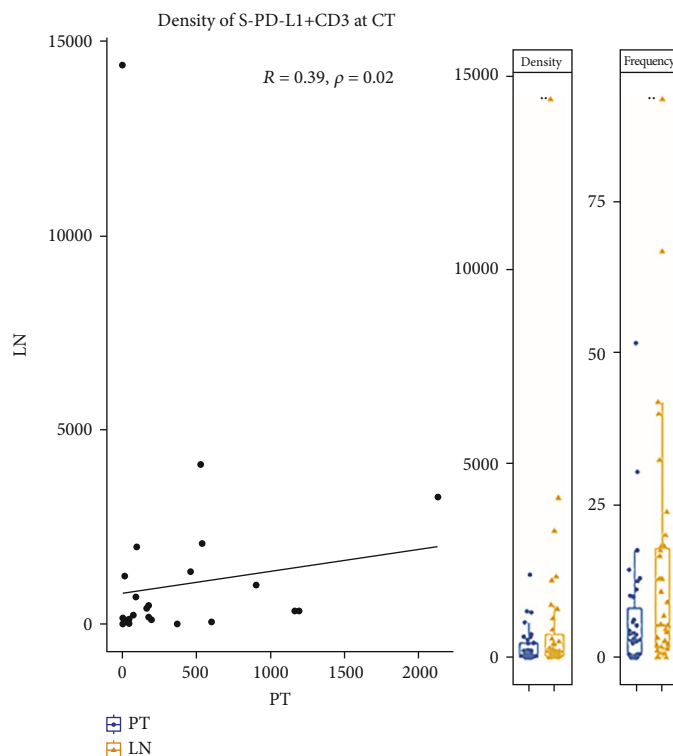 Density of S-PD-L1+CD3 at CT
R = 0.39, ρ = 0.02
15000
10000
5000
0
LN
0
500
1000
1500
2000
PT
Density
15000
10000
5000
0
Frequency
75
50
25
0
PT
LN